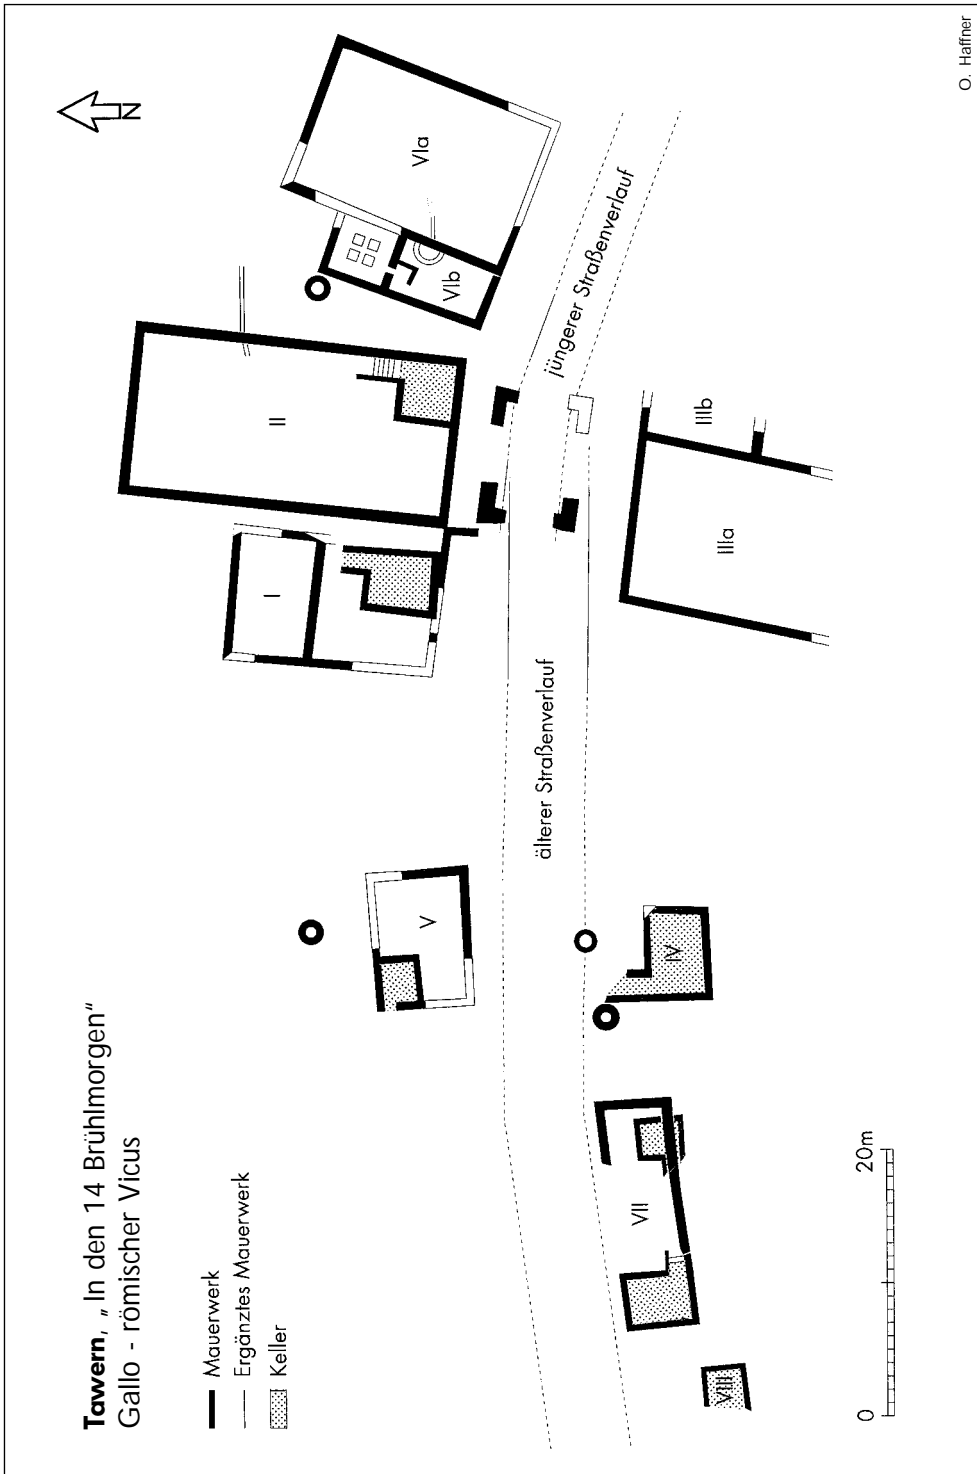 Tawern, „In den 14 Brühlmorgen“
Gallo - römischer Vicus
Mauerwerk
Ergänztes Mauerwerk
Keller
N
I
II
IIIa
IIIb
IV
V
VIa
VIb
VII
VIII
älterer Straßenverlauf
jüngerer Straßenverlauf
0
20m
O. Haffner